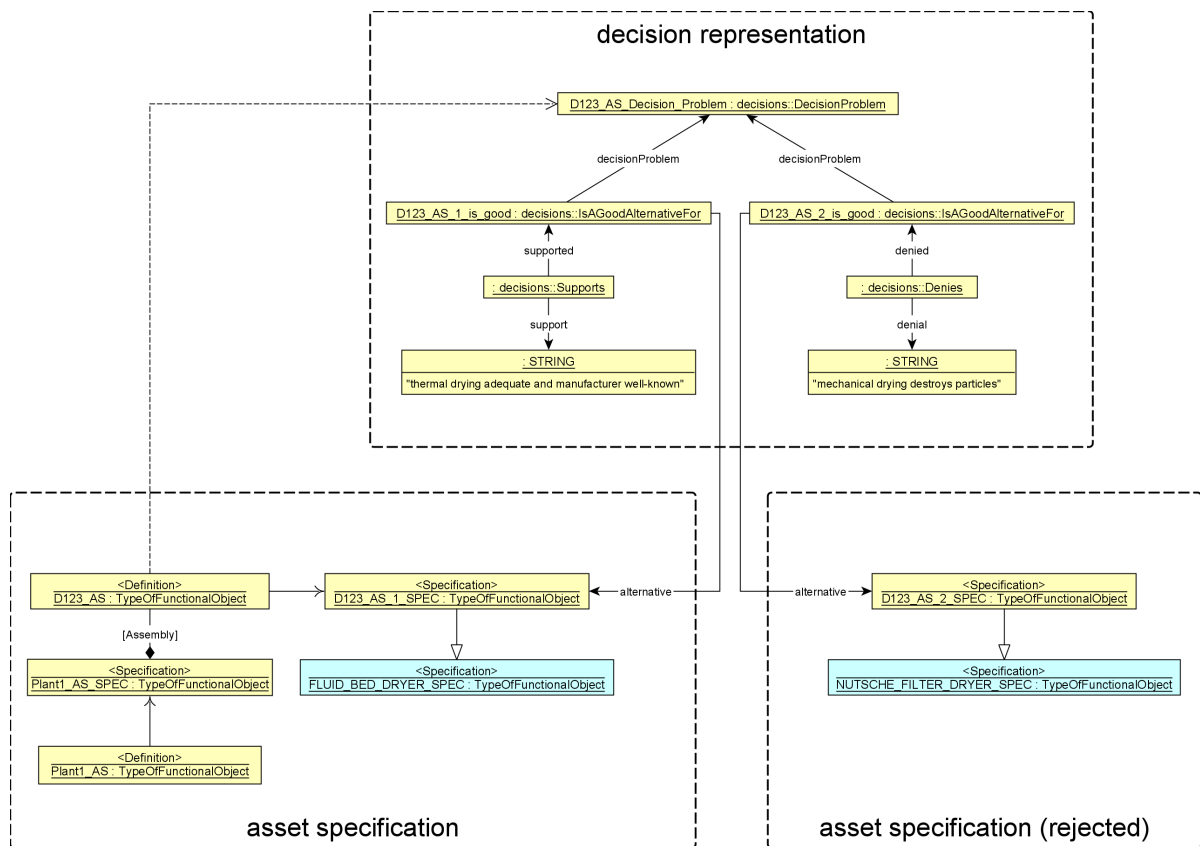 decision representation
D123_AS_Decision_Problem : decisions::DecisionProblem
decisionProblem
decisionProblem
D123_AS_1_is_good : decisions::IsAGoodAlternativeFor
D123_AS_2_is_good : decisions::IsAGoodAlternativeFor
supported
denied
: decisions::Supports
: decisions::Denies
support
denial
: STRING
"thermal drying adequate and manufacturer well-known"
: STRING
"mechanical drying destroys particles"
<Definition>
D123_AS : TypeOfFunctionalObject
<Specification>
D123_AS_1_SPEC : TypeOfFunctionalObject
alternative
alternative
<Specification>
D123_AS_2_SPEC : TypeOfFunctionalObject
[Assembly]
<Specification>
Plant1_AS_SPEC : TypeOfFunctionalObject
<Specification>
FLUID_BED_DRYER_SPEC : TypeOfFunctionalObject
<Specification>
NUTSCHE_FILTER_DRYER_SPEC : TypeOfFunctionalObject
<Definition>
Plant1_AS : TypeOfFunctionalObject
asset specification
asset specification (rejected)